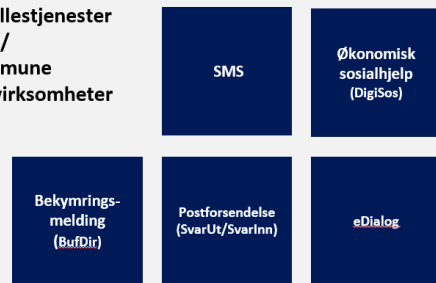 llestjenester
/
mune
virksomheter
SMS
Økonomisk
sosialhjelp
(DigiSos)
Bekymrings-
melding
(BufDir)
Postforsendelse
(SvarUt/SvarInn)
eDialog